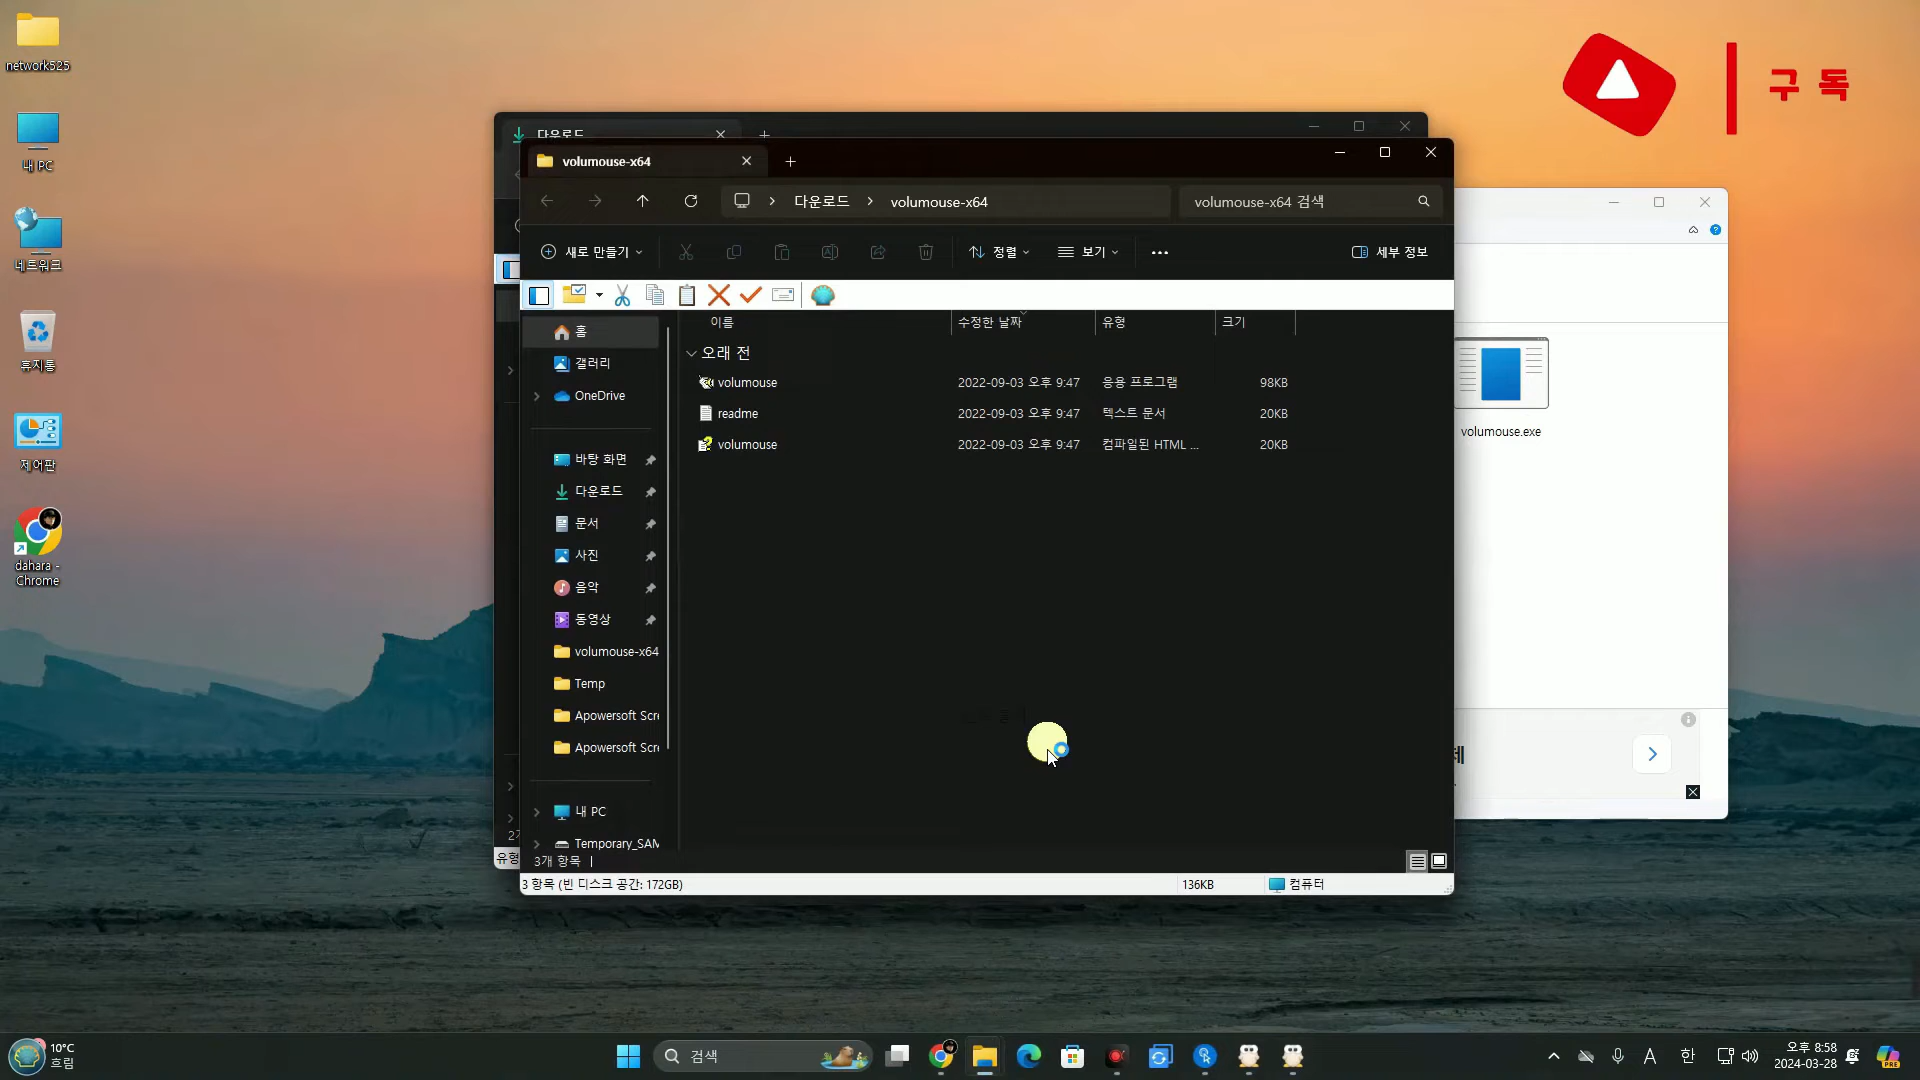 network525
내 PC
네트워크
휴지통
제어판
dahara -
Chrome
구 독
다운로드
volumouse-x64
다운로드
volumouse-x64
volumouse-x64 검색
새로 만들기
정렬
보기
세부 정보
이름
수정한 날짜
유형
크기
오래 전
volumouse
2022-09-03 오후 9:47
응용 프로그램
98KB
readme
2022-09-03 오후 9:47
텍스트 문서
20KB
volumouse
2022-09-03 오후 9:47
컴파일된 HTML ...
20KB
홈
갤러리
OneDrive
바탕 화면
다운로드
문서
사진
음악
동영상
volumouse-x64
Temp
Apowersoft Scre
Apowersoft Scre
내 PC
Temporary_SAM
3개 항목
3 항목 (빈 디스크 공간: 172GB)
136KB
컴퓨터
유형
volumouse.exe
10°C
흐림
검색
A
한
오후 8:58
2024-03-28
PRE